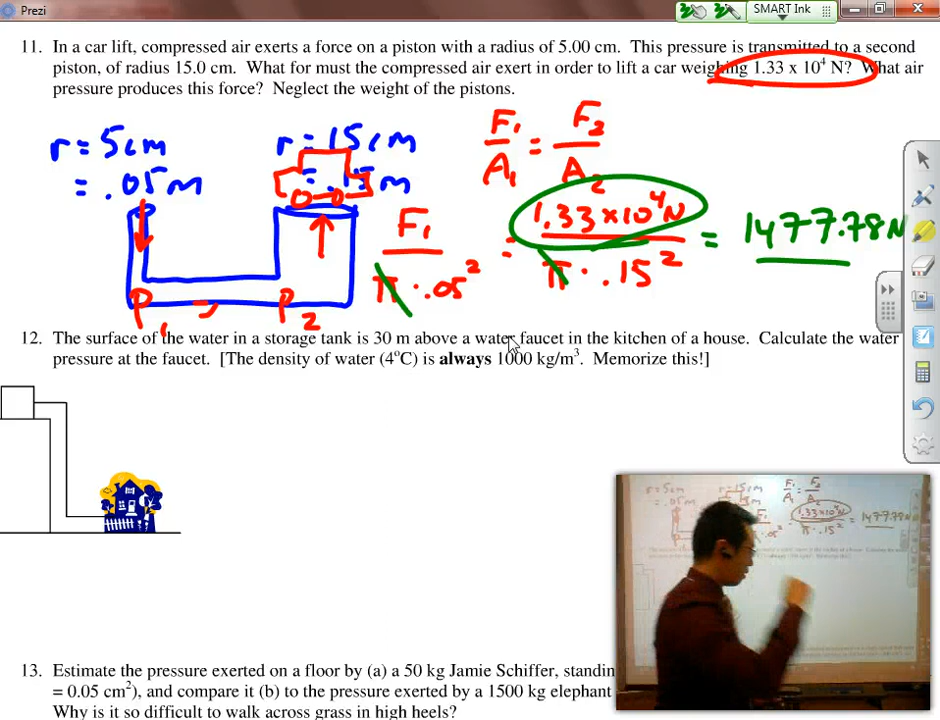 Prezi
SMART Ink
11. In a car lift, compressed air exerts a force on a piston with a radius of 5.00 cm. This pressure is transmitted to a second
piston, of radius 15.0 cm. What for must the compressed air exert in order to lift a car weighing 1.33 x 10⁴ N? What air
pressure produces this force? Neglect the weight of the pistons.
r = 5cm
= .05m
r = 15cm
= .15m
F₁/A₁ = F₂/A₂
F₁/π·.05² = 1.33×10⁴N/π·.15² = 1477.78N
P₁ = P₂
12. The surface of the water in a storage tank is 30 m above a water faucet in the kitchen of a house. Calculate the water
pressure at the faucet. [The density of water (4°C) is always 1000 kg/m³. Memorize this!]
13. Estimate the pressure exerted on a floor by (a) a 50 kg Jamie Schiffer, standin
= 0.05 cm²), and compare it (b) to the pressure exerted by a 1500 kg elephant
Why is it so difficult to walk across grass in high heels?